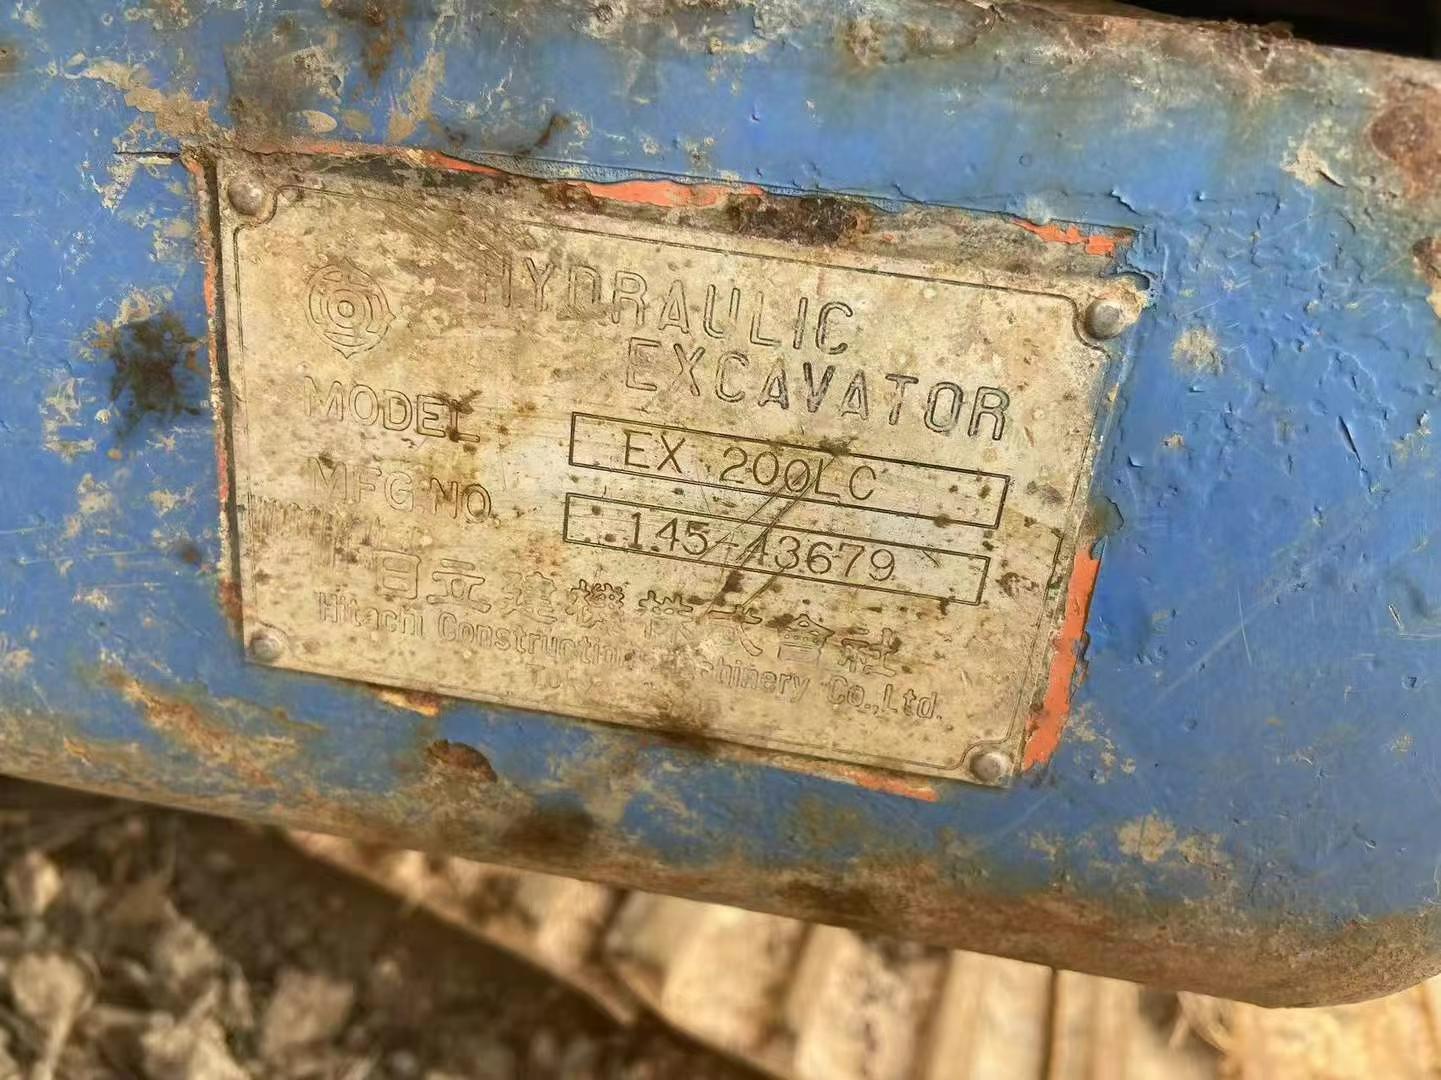 HYDRAULIC
EXCAVATOR
MODEL EX 200LC
MFG.NO. 145-43679
日立建機株式會社
Hitachi Construction Machinery Co.,Ltd.